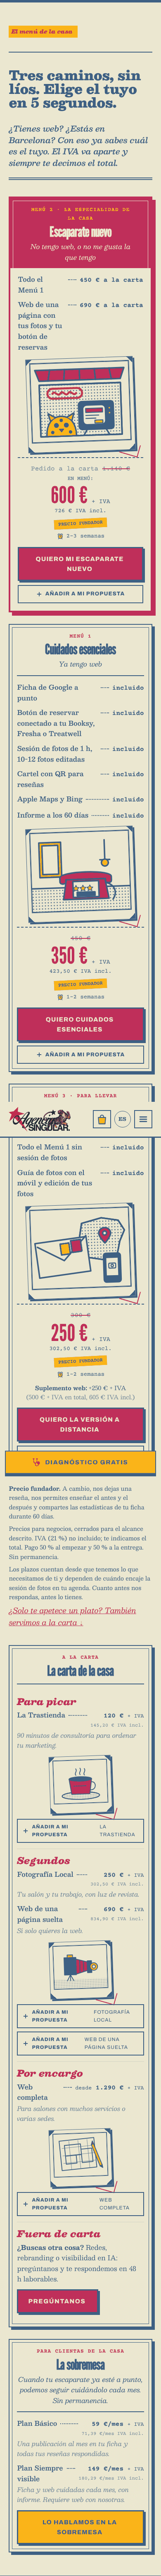 El menú de la casa
Tres caminos, sin
líos. Elige el tuyo
en 5 segundos.
¿Tienes web? ¿Estás en
Barcelona? Con eso ya sabes cuál
es el tuyo. El IVA va aparte y
siempre te decimos el total.
MENÚ 2 · LA ESPECIALIDAD DE
LA CASA
Escaparate nuevo
No tengo web, o no me gusta la
que tengo
Todo el
Menú 1
450 € a la carta
Web de una
página con
tus fotos y tu
botón de
reservas
690 € a la carta
Pedido a la carta 1.140 €
EN MENÚ:
600 € + IVA
726 € IVA incl.
PRECIO FUNDADOR
2-3 semanas
QUIERO MI ESCAPARATE
NUEVO
+ AÑADIR A MI PROPUESTA
MENÚ 1
Cuidados esenciales
Ya tengo web
Ficha de Google a
punto
incluido
Botón de reservar
conectado a tu Booksy,
Fresha o Treatwell
incluido
Sesión de fotos de 1 h,
10-12 fotos editadas
incluido
Cartel con QR para
reseñas
incluido
Apple Maps y Bing incluido
Informe a los 60 días incluido
450 €
350 € + IVA
423,50 € IVA incl.
PRECIO FUNDADOR
1-2 semanas
QUIERO CUIDADOS
ESENCIALES
+ AÑADIR A MI PROPUESTA
MENÚ 3 · PARA LLEVAR
Agencia
SINGULAR
ES
Todo el Menú 1 sin
sesión de fotos
incluido
Guía de fotos con el
móvil y edición de tus
fotos
incluido
300 €
250 € + IVA
302,50 € IVA incl.
PRECIO FUNDADOR
1-2 semanas
Suplemento web: +250 € + IVA
(500 € + IVA en total, 605 € IVA incl.)
QUIERO LA VERSIÓN A
DISTANCIA
DIAGNÓSTICO GRATIS
Precio fundador. A cambio, nos dejas una
reseña, nos permites enseñar el antes y el
después y compartes las estadísticas de tu ficha
durante 60 días.
Precios para negocios, cerrados para el alcance
descrito. IVA (21 %) no incluido; te indicamos el
total. Pago 50 % al empezar y 50 % a la entrega.
Sin permanencia.
Los plazos cuentan desde que tenemos lo que
necesitamos de ti y dependen de cuándo encaje la
sesión de fotos en tu agenda. Cuanto antes nos
respondas, antes lo tienes.
¿Solo te apetece un plato? También
servimos a la carta ↓
A LA CARTA
La carta de la casa
Para picar
La Trastienda 120 € + IVA
145,20 € IVA incl.
90 minutos de consultoría para ordenar
tu marketing.
+ AÑADIR A MI
PROPUESTA
LA
TRASTIENDA
Segundos
Fotografía Local 250 € + IVA
302,50 € IVA incl.
Tu salón y tu trabajo, con luz de revista.
Web de una
página suelta
690 € + IVA
834,90 € IVA incl.
Si solo quieres la web.
+ AÑADIR A MI
PROPUESTA
FOTOGRAFÍA
LOCAL
+ AÑADIR A MI
PROPUESTA
WEB DE UNA
PÁGINA SUELTA
Por encargo
Web
completa
desde 1.290 € + IVA
Para salones con muchos servicios o
varias sedes.
+ AÑADIR A MI
PROPUESTA
WEB
COMPLETA
Fuera de carta
¿Buscas otra cosa? Redes,
rebranding o visibilidad en IA:
pregúntanos y te respondemos en 48
h laborables.
PREGÚNTANOS
PARA CLIENTAS DE LA CASA
La sobremesa
Cuando tu escaparate ya esté a punto,
podemos seguir cuidándolo cada mes.
Sin permanencia.
Plan Básico 59 €/mes + IVA
71,39 €/mes IVA incl.
Una publicación al mes en tu ficha y
todas tus reseñas respondidas.
Plan Siempre
visible
149 €/mes + IVA
180,29 €/mes IVA incl.
Ficha y web cuidadas cada mes, con
informe. Requiere web con nosotras.
LO HABLAMOS EN LA
SOBREMESA